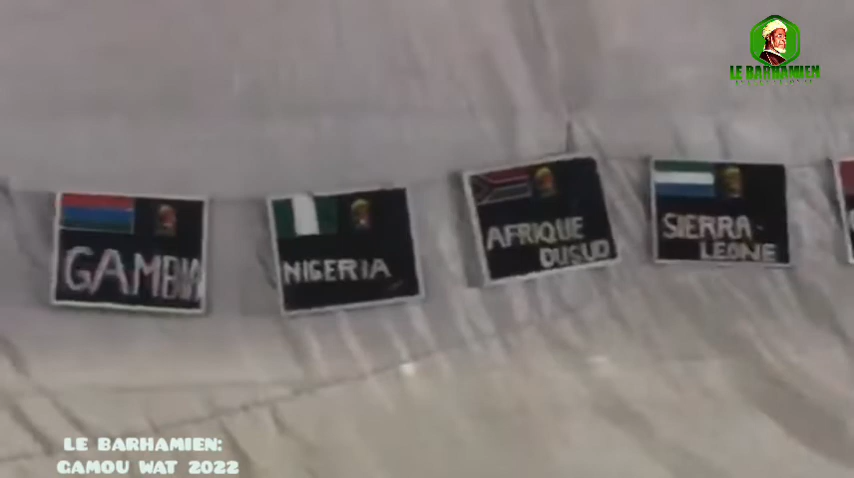 LE BARHAMIEN
GAMBIA
NIGERIA
AFRIQUE
DUSUD
SIERRA-
LEONE
LE BARHAMIEN:
GAMOU WAT 2022